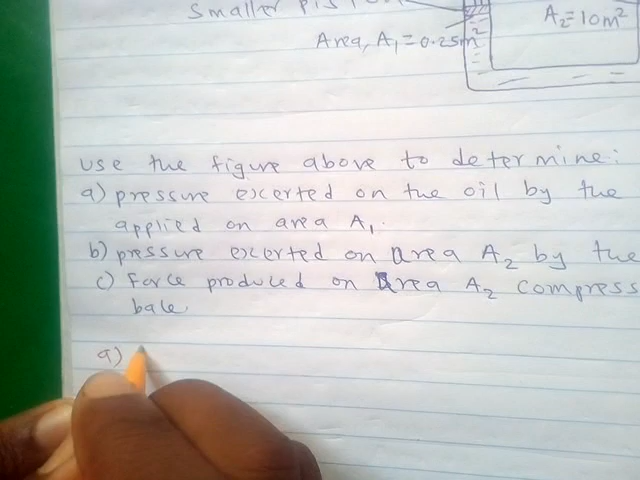 Smaller
A₂=10m²
Area, A₁=0.25m²
use the figure above to determine:
a) pressure excerted on the oil by the
applied on area A₁.
b) pressure exerted on area A₂ by the
c) force produced on Area A₂ compress
bale.
a)